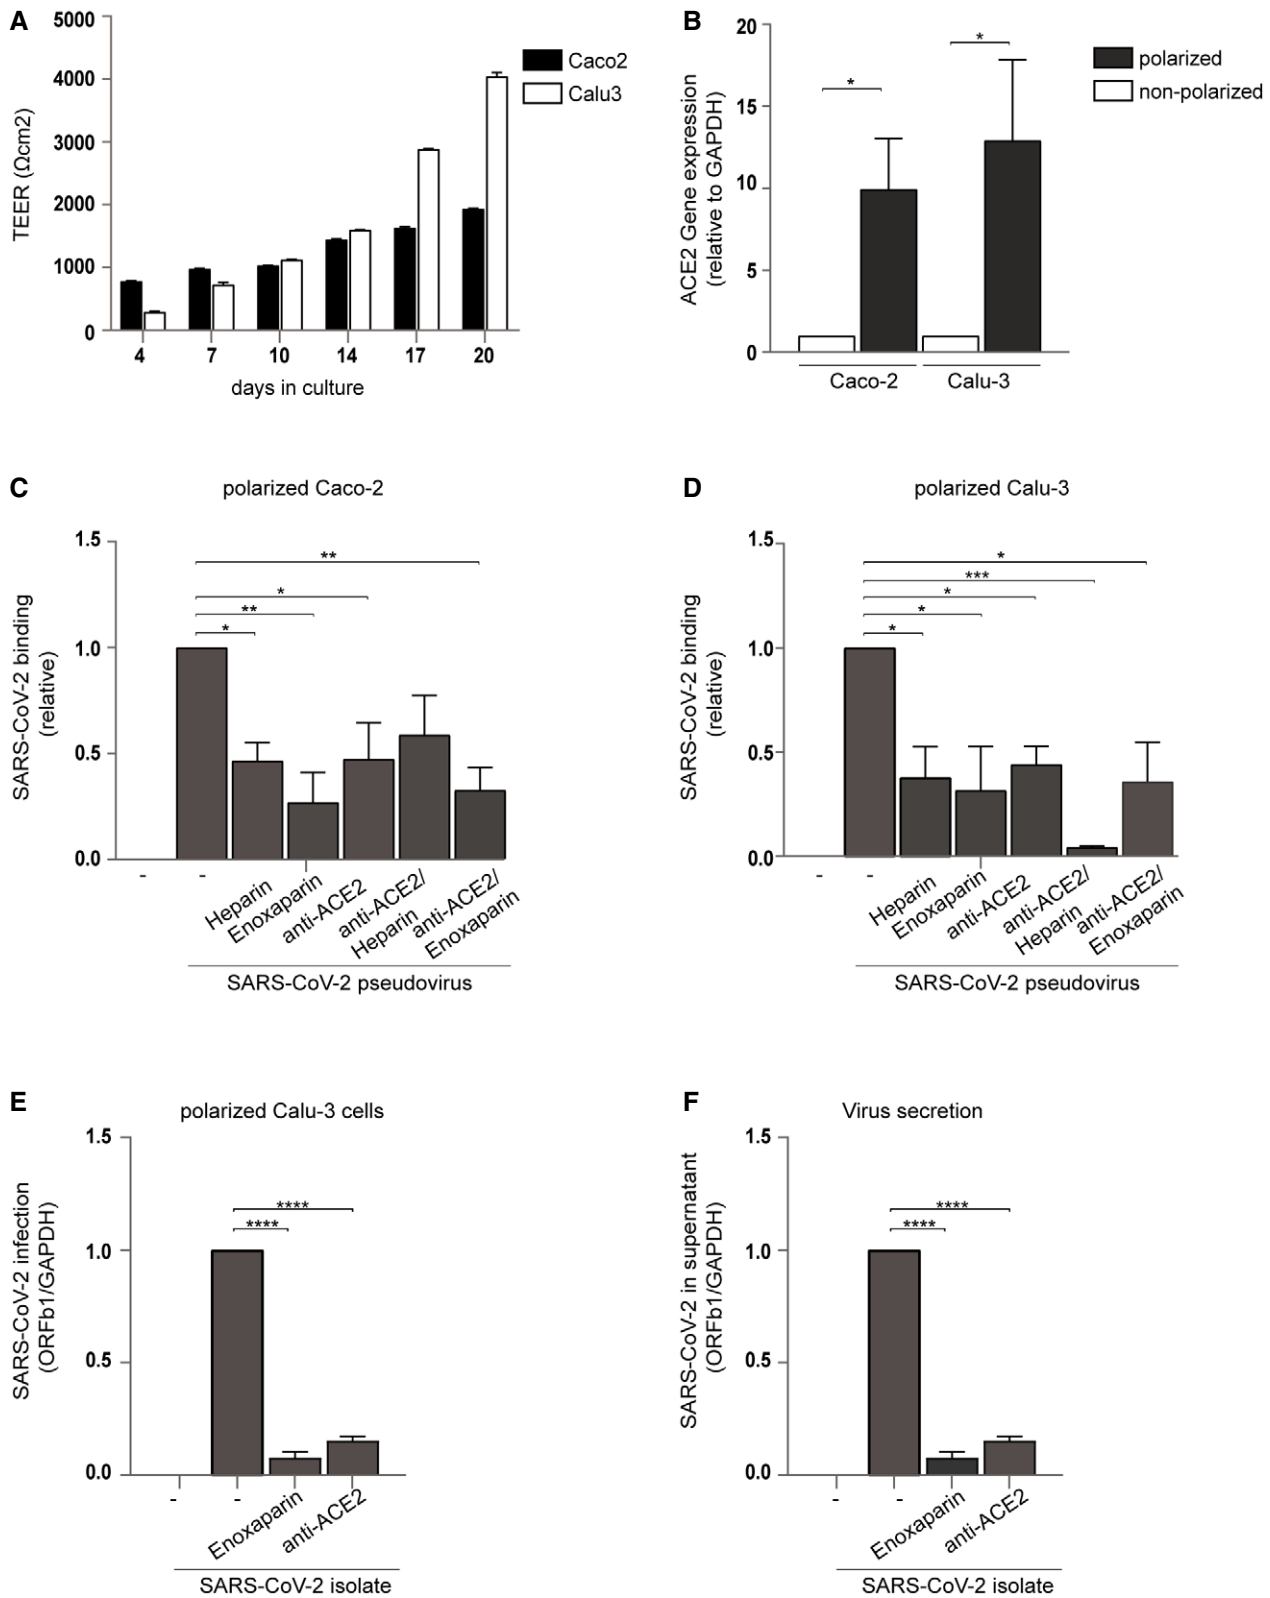 A
5000
4000
3000
2000
1000
0
TEER (Ωcm2)
4 7 10 14 17 20
days in culture
Caco2
Calu3
B
20
15
10
5
0
ACE2 Gene expression
(relative to GAPDH)
* *
Caco-2 Calu-3
polarized
non-polarized
C
polarized Caco-2
1.5
1.0
0.5
0.0
SARS-CoV-2 binding
(relative)
**
*
**
*
- -
Heparin
Enoxaparin
anti-ACE2
anti-ACE2/
Heparin
anti-ACE2/
Enoxaparin
SARS-CoV-2 pseudovirus
D
polarized Calu-3
1.5
1.0
0.5
0.0
SARS-CoV-2 binding
(relative)
*
***
*
*
*
- -
Heparin
Enoxaparin
anti-ACE2
anti-ACE2/
Heparin
anti-ACE2/
Enoxaparin
SARS-CoV-2 pseudovirus
E
polarized Calu-3 cells
1.5
1.0
0.5
0.0
SARS-CoV-2 infection
(ORFb1/GAPDH)
****
****
- -
Enoxaparin
anti-ACE2
SARS-CoV-2 isolate
F
Virus secretion
1.5
1.0
0.5
0.0
SARS-CoV-2 in supernatant
(ORFb1/GAPDH)
****
****
- -
Enoxaparin
anti-ACE2
SARS-CoV-2 isolate